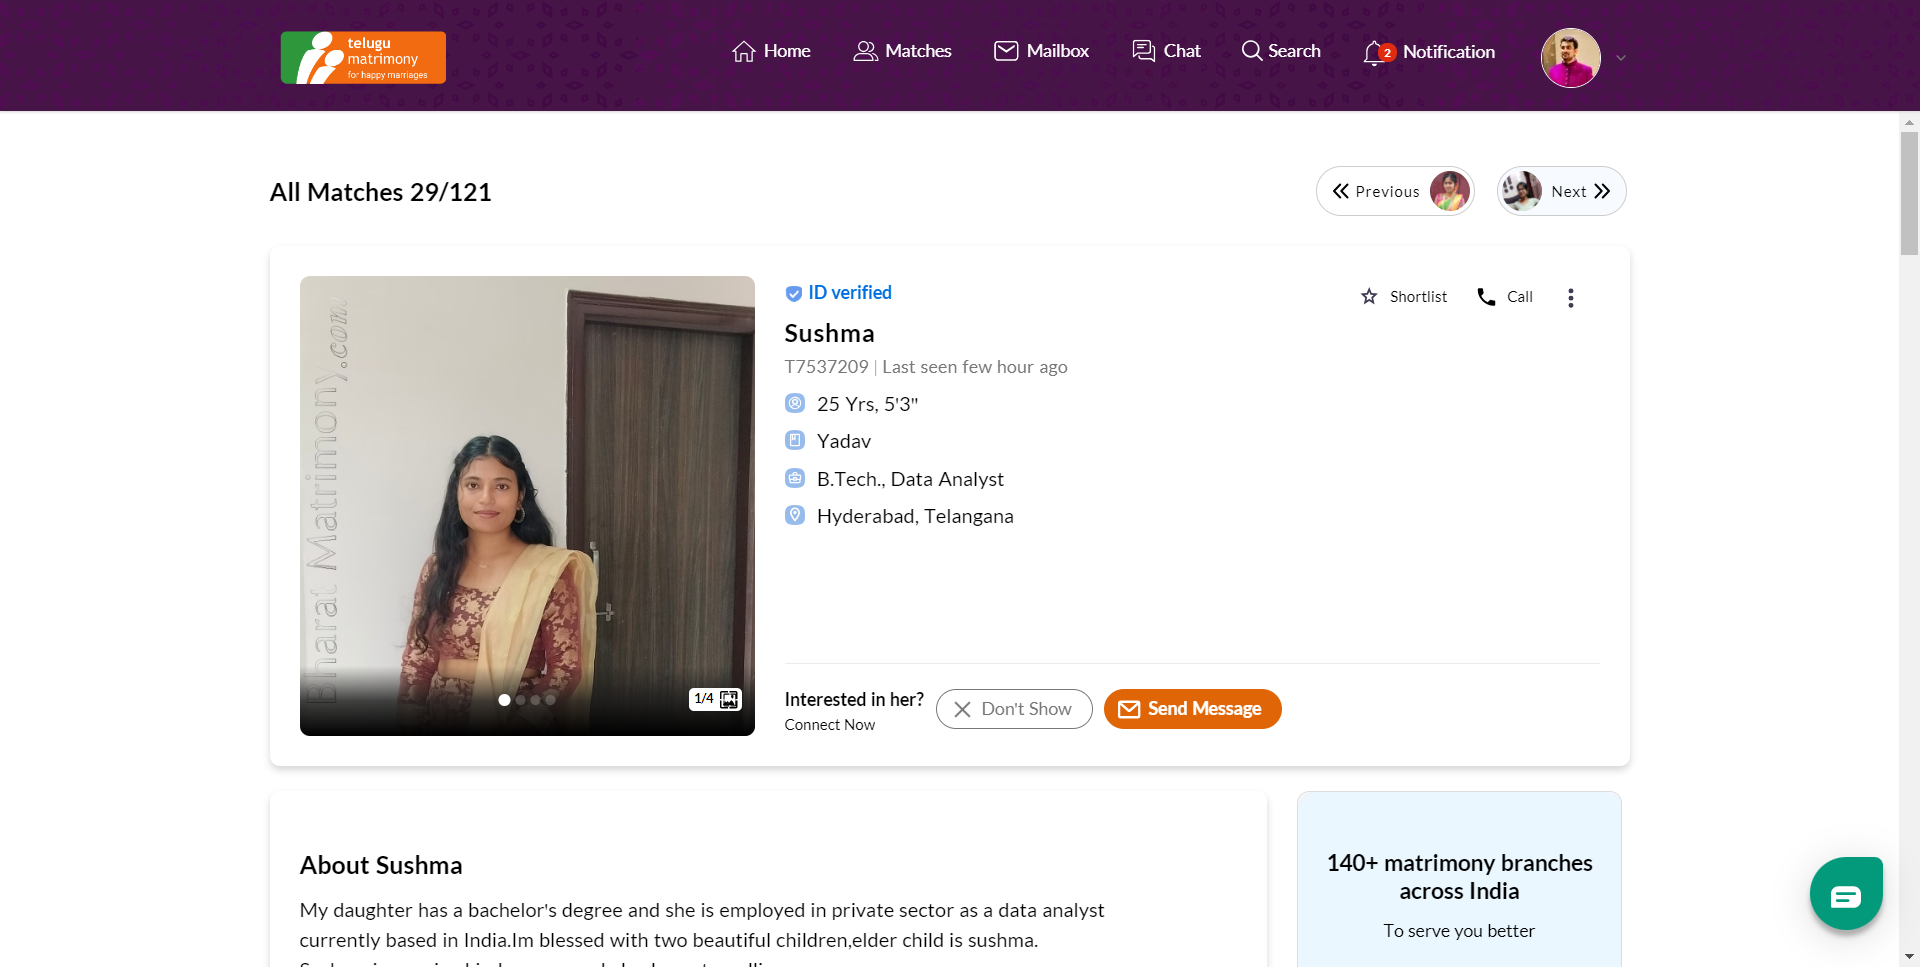 telugu
matrimony
for happy marriages
Home
Matches
Mailbox
Chat
Search
2
Notification
All Matches 29/121
Previous
Next
Bharat Matrimony.com
ID verified
Shortlist
Call
Sushma
T7537209 | Last seen few hour ago
25 Yrs, 5'3"
Yadav
B.Tech., Data Analyst
Hyderabad, Telangana
1/4
Interested in her?
Connect Now
Don't Show
Send Message
About Sushma
My daughter has a bachelor's degree and she is employed in private sector as a data analyst
currently based in India.Im blessed with two beautiful children,elder child is sushma.
140+ matrimony branches
across India
To serve you better